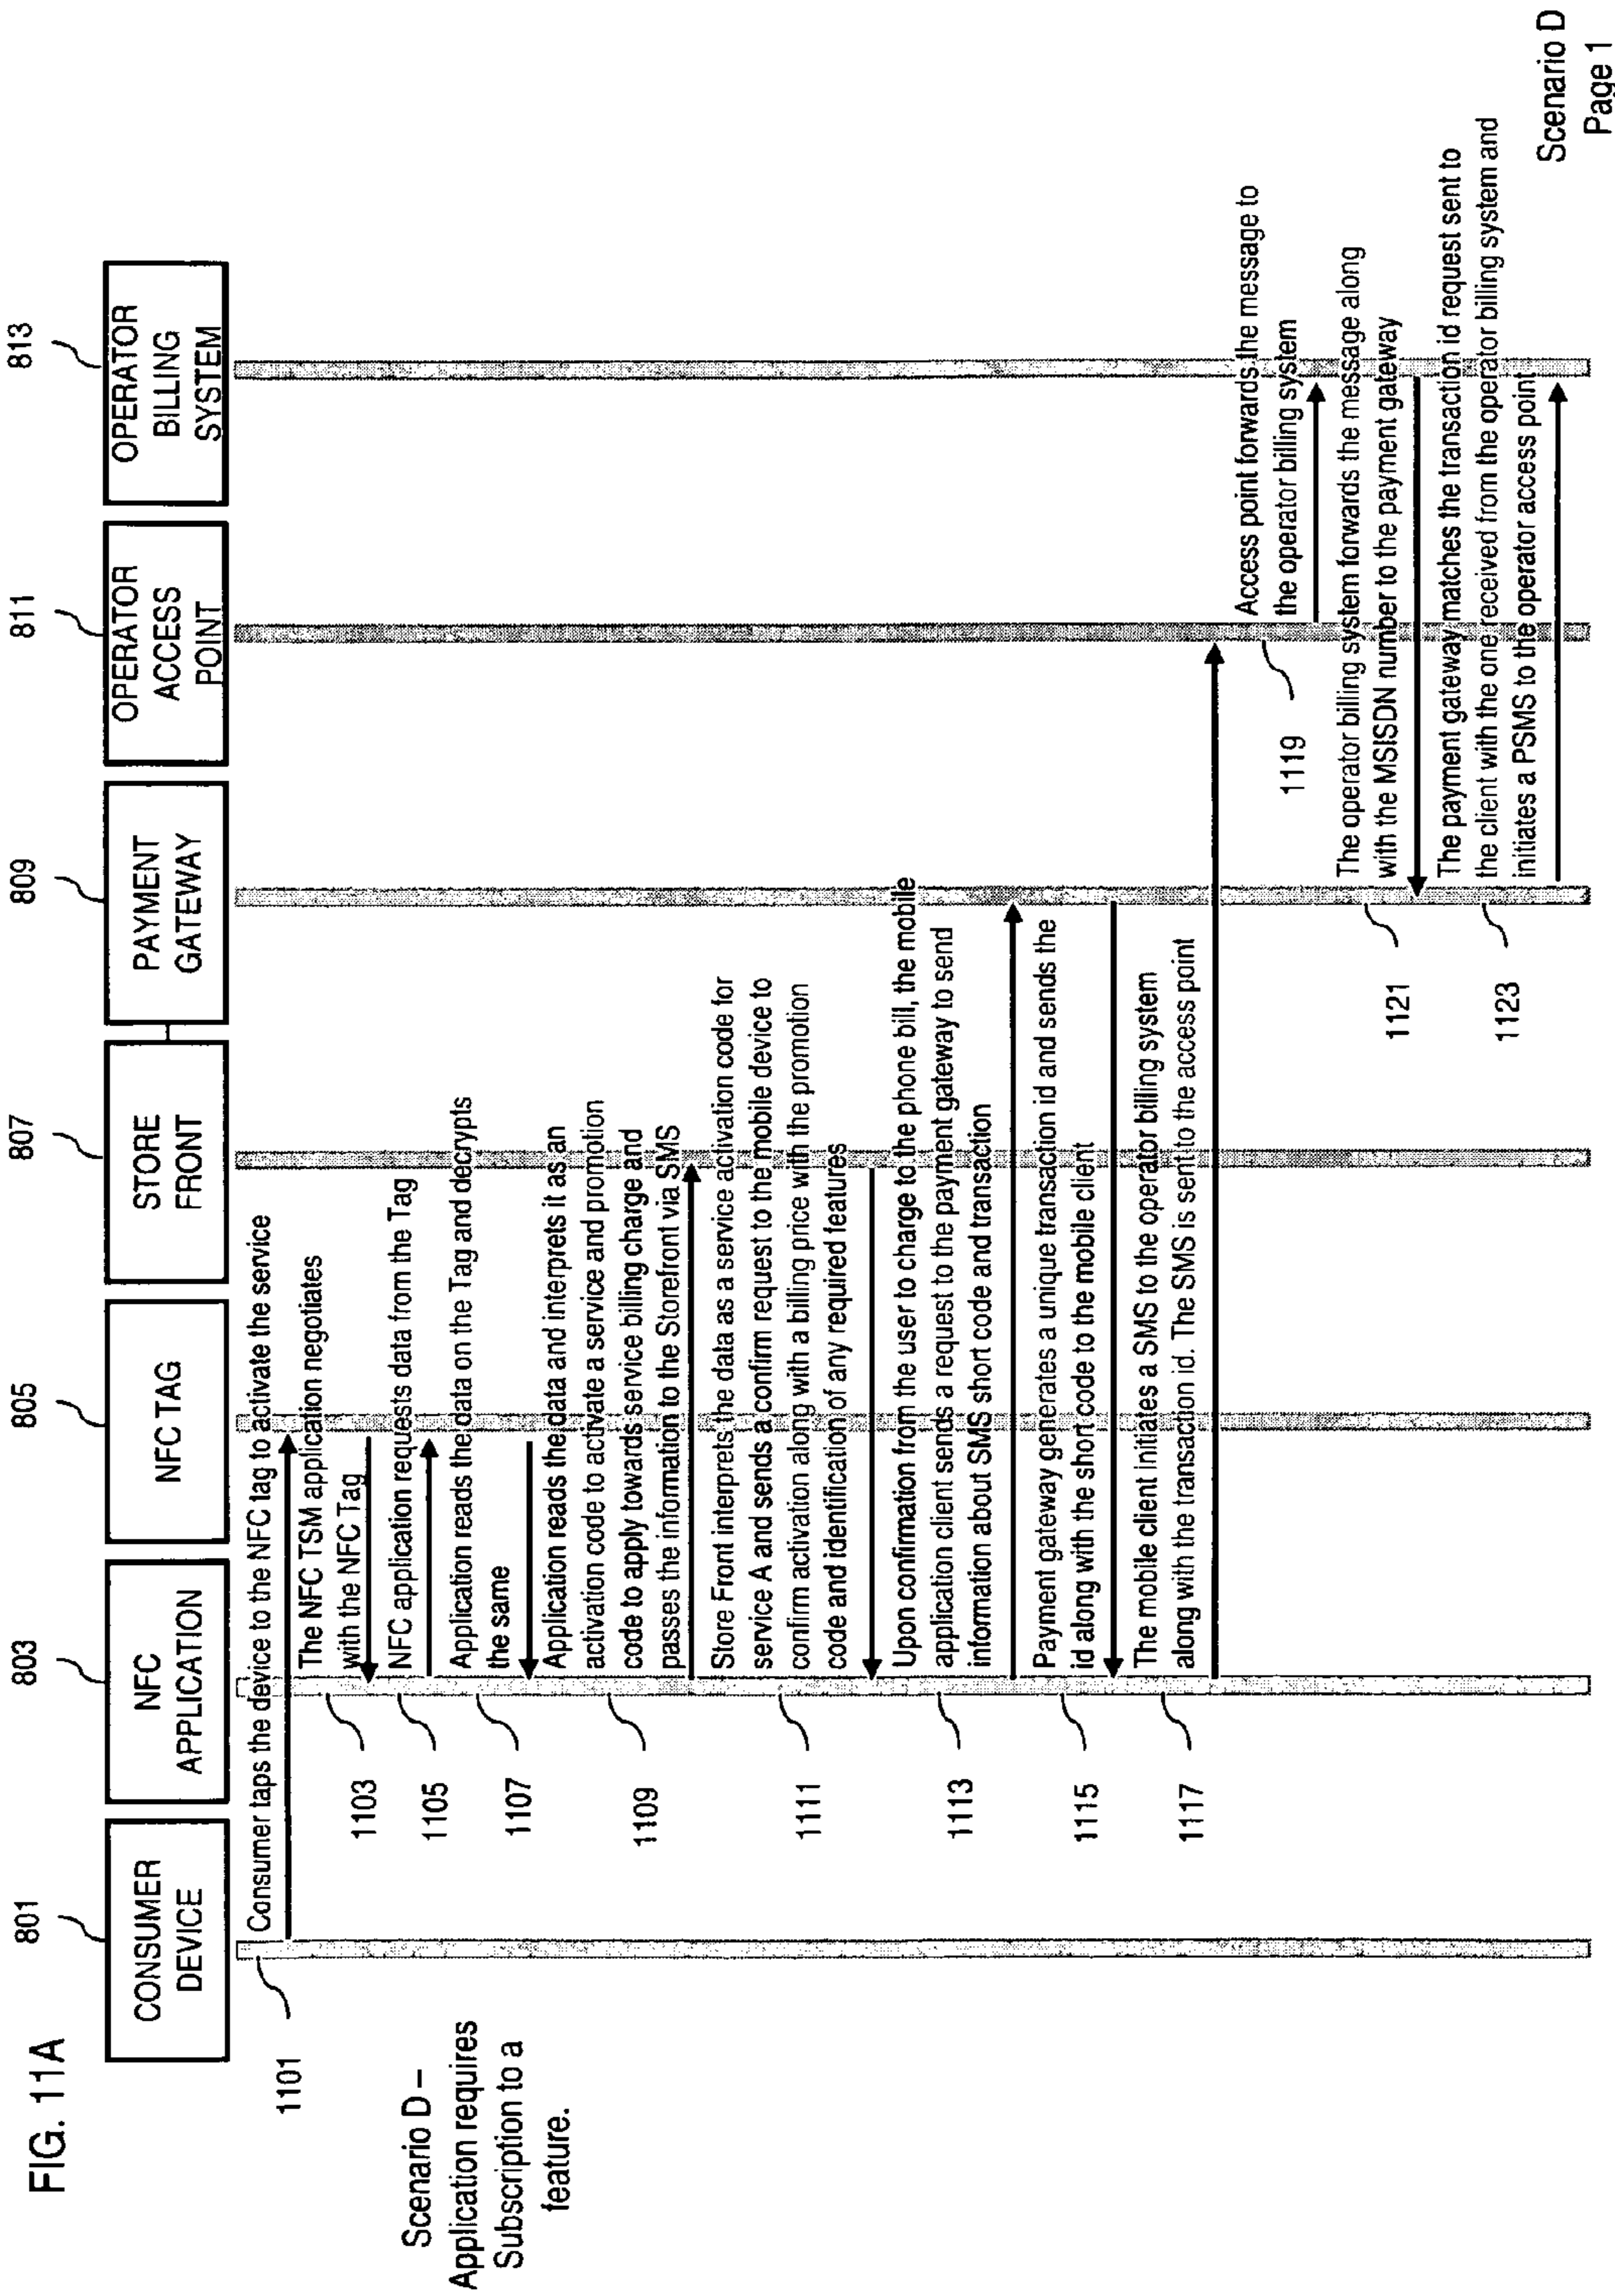 FIG. 11A
801
803
805
807
809
811
813
CONSUMER
DEVICE
NFC
APPLICATION
NFC TAG
STORE
FRONT
PAYMENT
GATEWAY
OPERATOR
ACCESS
POINT
OPERATOR
BILLING
SYSTEM
Scenario D –
Application requires
Subscription to a
feature.
1101
Consumer taps the device to the NFC tag to activate the service
1103
The NFC TSM application negotiates
with the NFC Tag
1105
NFC application requests data from the Tag
1107
Application reads the data on the Tag and decrypts
the same
1109
Application reads the data and interprets it as an
activation code to activate a service and promotion
code to apply towards service billing charge and
passes the information to the Storefront via SMS
1111
Store Front interprets the data as a service activation code for
service A and sends a confirm request to the mobile device to
confirm activation along with a billing price with the promotion
code and identification of any required features
1113
Upon confirmation from the user to charge to the phone bill, the mobile
application client sends a request to the payment gateway to send
information about SMS short code and transaction
1115
Payment gateway generates a unique transaction id and sends the
id along with the short code to the mobile client
1117
The mobile client initiates a SMS to the operator billing system
along with the transaction id. The SMS is sent to the access point
1119
Access point forwards the message to
the operator billing system
1121
The operator billing system forwards the message along
with the MSISDN number to the payment gateway
1123
The payment gateway matches the transaction id request sent to
the client with the one received from the operator billing system and
initiates a PSMS to the operator access point
Scenario D
Page 1